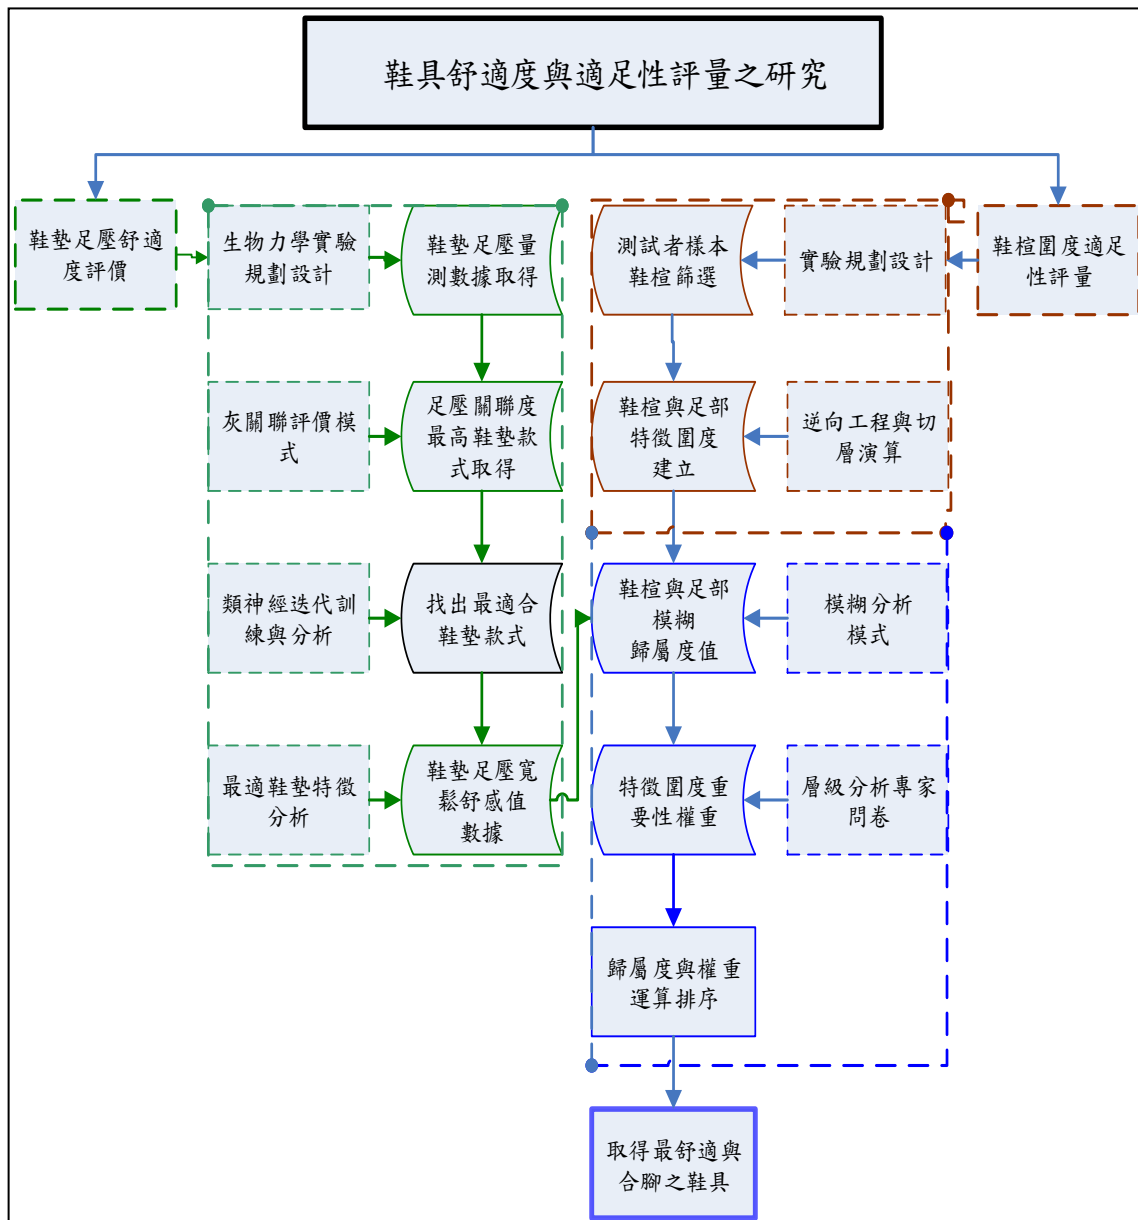 鞋具舒適度與適足性評量之研究
鞋墊足壓舒適
度評價
生物力學實驗
規劃設計
鞋墊足壓量
測數據取得
測試者樣本
鞋楦篩選
實驗規劃設計
鞋楦圍度適足
性評量
灰關聯評價模
式
足壓關聯度
最高鞋墊款
式取得
鞋楦與足部
特徵圍度
建立
逆向工程與切
層演算
類神經迭代訓
練與分析
找出最適合
鞋墊款式
鞋楦與足部
模糊
歸屬度值
模糊分析
模式
最適鞋墊特徵
分析
鞋墊足壓寬
鬆舒感值
數據
特徵圍度重
要性權重
層級分析專家
問卷
歸屬度與權重
運算排序
取得最舒適與
合腳之鞋具